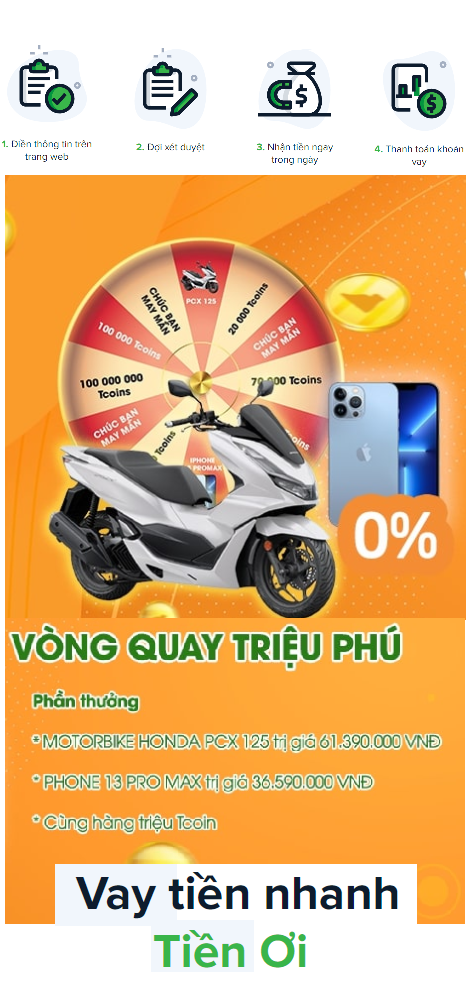 1. Điền thông tin trên
trang web
2. Đợi xét duyệt
3. Nhận tiền ngay
trong ngày
4. Thanh toán khoản
vay
PCX 125
CHÚC BẠN
MAY MẮN
20 000 Tcoins
100 000 Tcoins
CHÚC BẠN
MAY MẮN
100 000 000
Tcoins
70 000 Tcoins
CHÚC BẠN
MAY MẮN
Tcoins
IPHONE
PROMAX
0%
VÒNG QUAY TRIỆU PHÚ
Phần thưởng
* MOTORBIKE HONDA PCX 125 trị giá 61.390.000 VNĐ
* PHONE 13 PRO MAX trị giá 36.590.000 VNĐ
* Cùng hàng triệu Tcoin
Vay tiền nhanh
Tiền Ơi